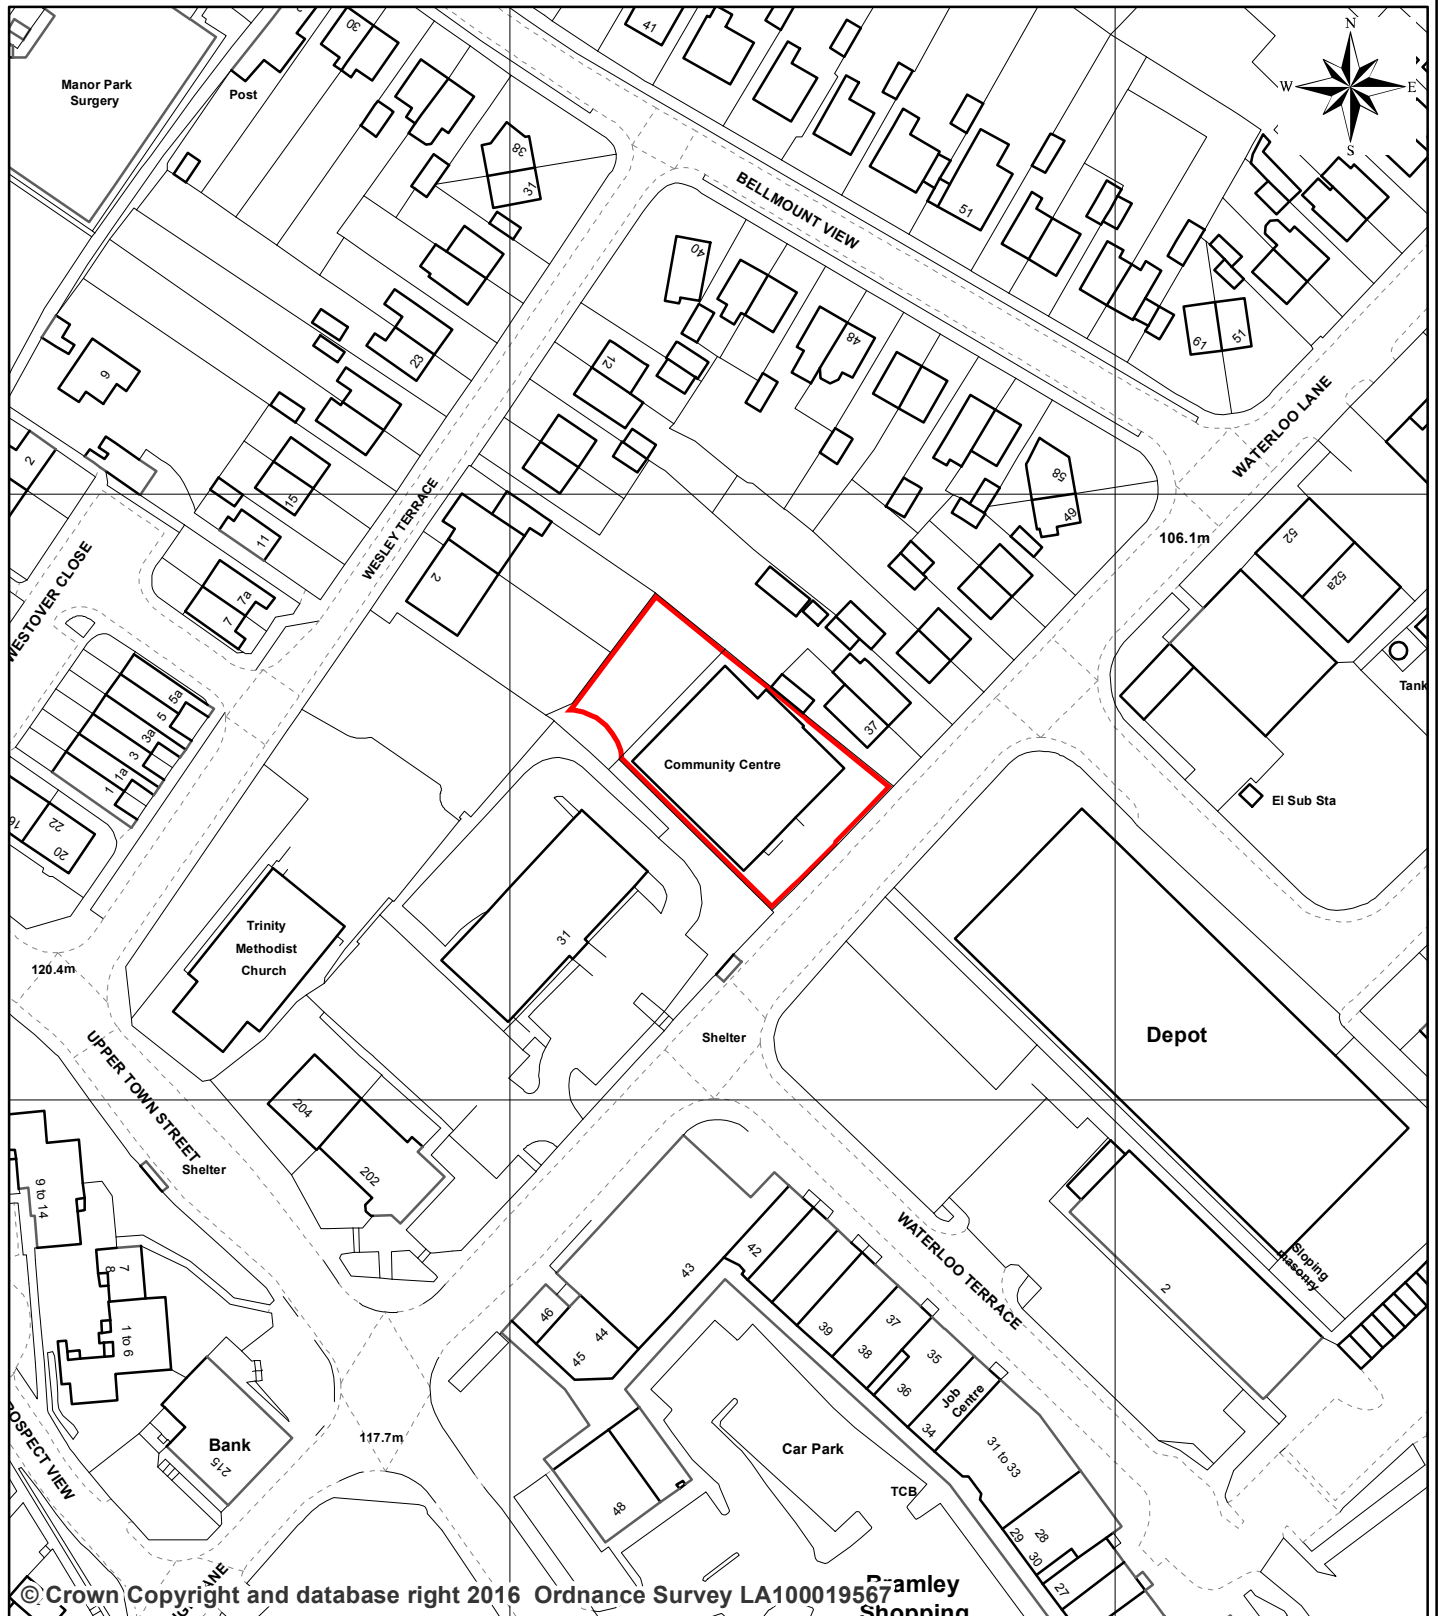 N
W
E
S
Manor Park
Surgery
Post
30
41
38
31
BELLMOUNT VIEW
51
40
48
12
23
9
61
51
WATERLOO LANE
2
15
11
58
49
106.1m
52
52a
WESLEY TERRACE
2
WESTOVER CLOSE
7a
7
Tank
5a
5
3a
3
1a
1
37
Community Centre
El Sub Sta
22
20
Trinity
Methodist
Church
31
120.4m
Depot
Shelter
UPPER TOWN STREET
204
Shelter
202
9 to 14
WATERLOO TERRACE
Sloping
masonry
2
42
43
7
8
1 to 6
46
44
45
39
38
37
35
36
Job
Centre
34
31 to 33
Bank
215
117.7m
Car Park
TCB
48
29
28
30
27
Bramley
Shopping
© Crown Copyright and database right 2016 Ordnance Survey LA100019567